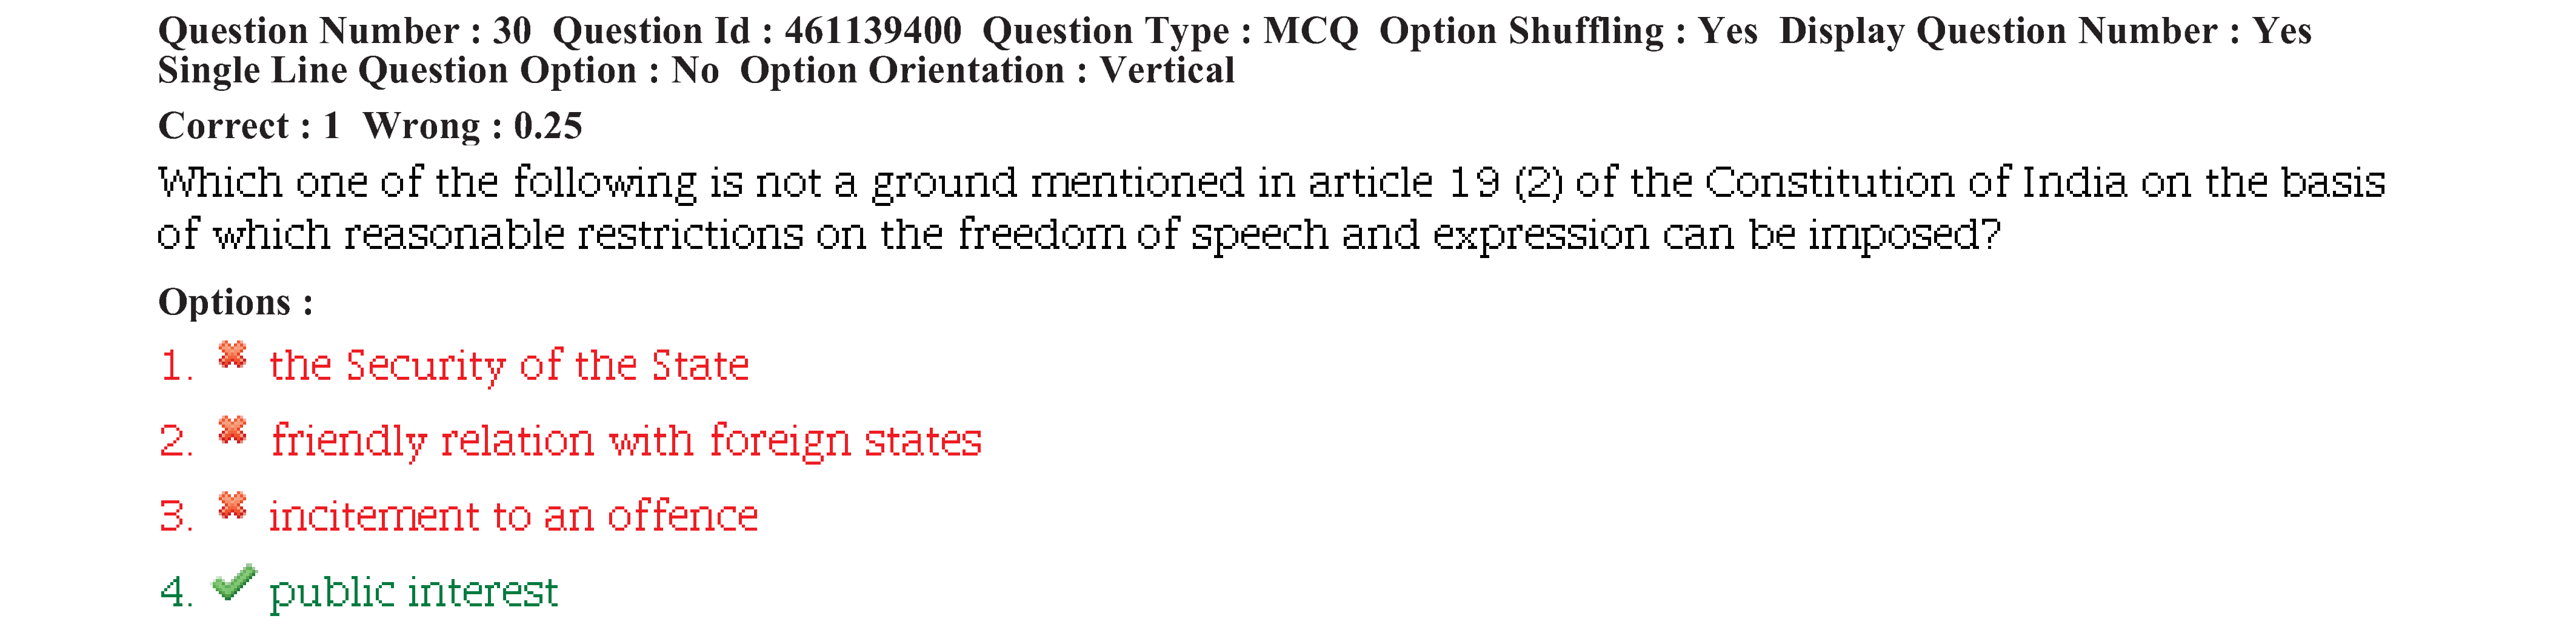 Question Number : 30 Question Id : 461139400 Question Type : MCQ Option Shuffling : Yes Display Question Number : Yes
Single Line Question Option : No Option Orientation : Vertical
Correct : 1 Wrong : 0.25
Which one of the following is not a ground mentioned in article 19 (2) of the Constitution of India on the basis
of which reasonable restrictions on the freedom of speech and expression can be imposed?
Options :
1. the Security of the State
2. friendly relation with foreign states
3. incitement to an offence
4. public interest